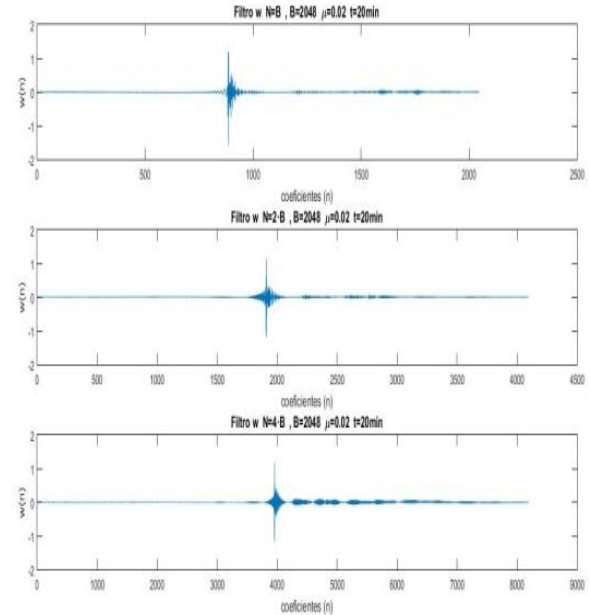 Filtro w N=B , B=2048 μ=0.02 t=20min
2
1
0
-1
-2
w(n)
0 500 1000 1500 2000 2500
coeficientes (n)
Filtro w N=2·B , B=2048 μ=0.02 t=20min
2
1
0
-1
-2
w(n)
0 500 1000 1500 2000 2500 3000 3500 4000 4500
coeficientes (n)
Filtro w N=4·B , B=2048 μ=0.02 t=20min
2
1
0
-1
-2
w(n)
0 1000 2000 3000 4000 5000 6000 7000 8000 9000
coeficientes (n)